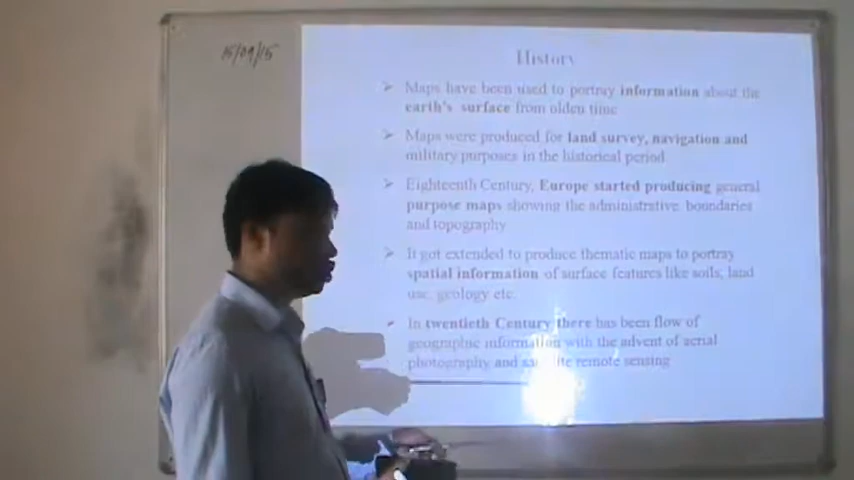 15/09/15
History
➢ Maps have been used to portray information about the
earth's surface from olden time
➢ Maps were produced for land survey, navigation and
military purposes in the historical period.
➢ Eighteenth Century, Europe started producing general
purpose maps showing the administrative boundaries
and topography
➢ It got extended to produce thematic maps to portray
spatial information of surface features like soils, land
use, geology etc.
➢ In twentieth Century there has been flow of
geographic information with the advent of aerial
photography and satellite remote sensing